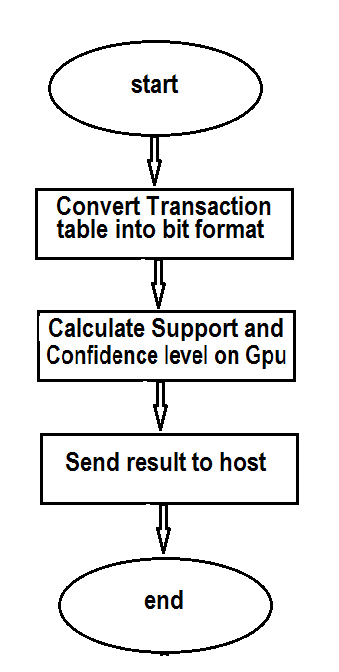 start
Convert Transaction
table into bit format
Calculate Support and
Confidence level on Gpu
Send result to host
end